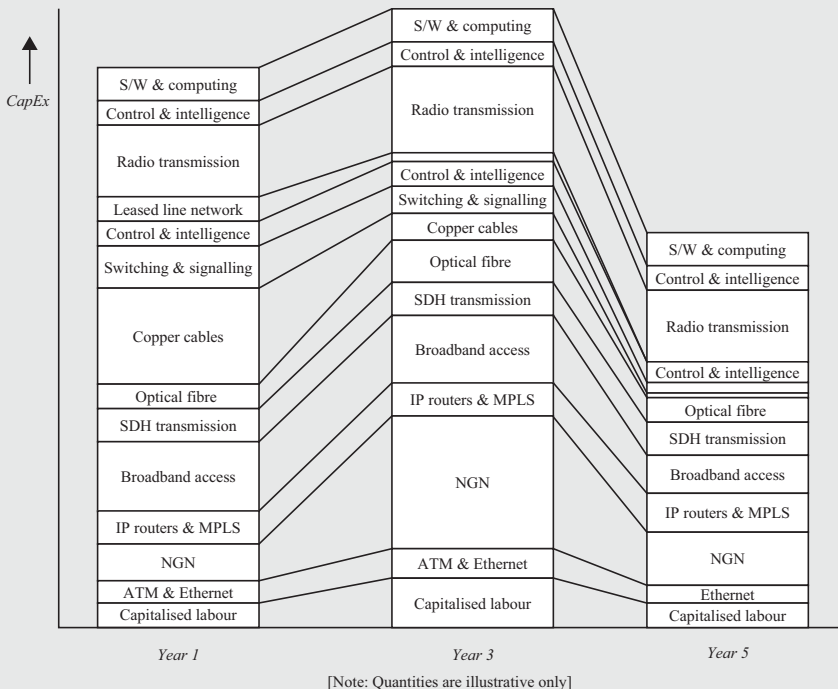 CapEx
S/W & computing
Control & intelligence
Radio transmission
Leased line network
Control & intelligence
Switching & signalling
Copper cables
Optical fibre
SDH transmission
Broadband access
IP routers & MPLS
NGN
ATM & Ethernet
Capitalised labour
Year 1
S/W & computing
Control & intelligence
Radio transmission
Control & intelligence
Switching & signalling
Copper cables
Optical fibre
SDH transmission
Broadband access
IP routers & MPLS
NGN
ATM & Ethernet
Capitalised labour
Year 3
S/W & computing
Control & intelligence
Radio transmission
Control & intelligence
Optical fibre
SDH transmission
Broadband access
IP routers & MPLS
NGN
Ethernet
Capitalised labour
Year 5
[Note: Quantities are illustrative only]